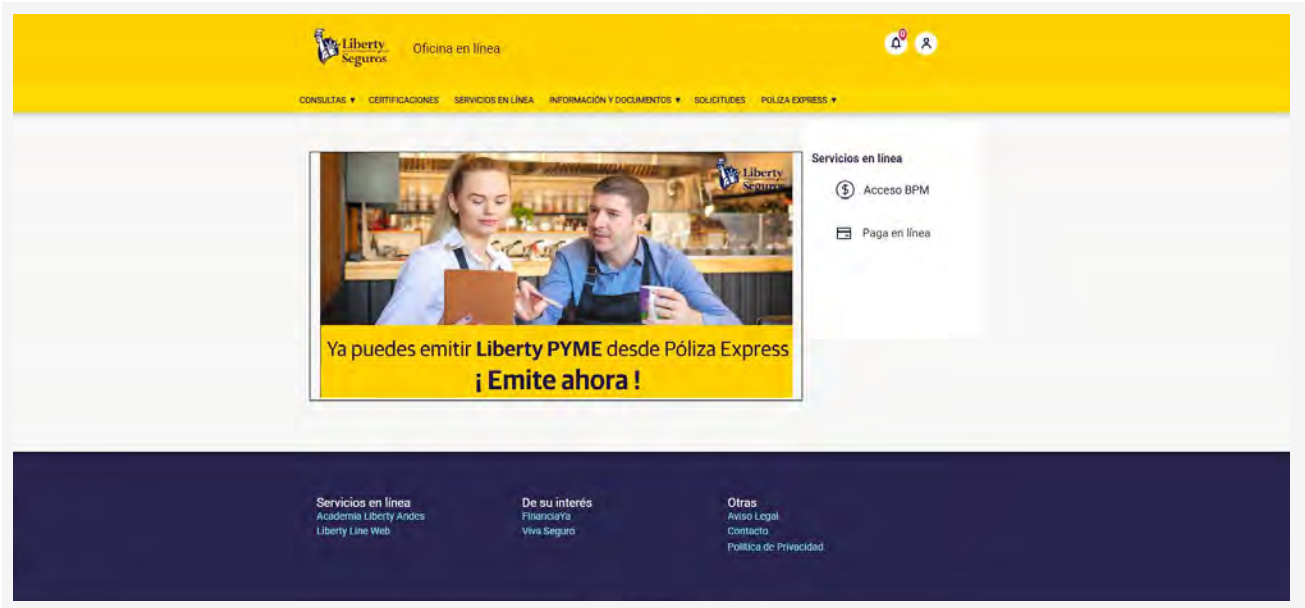 Liberty
Seguros
Oficina en línea
0
CONSULTAS ▼ CERTIFICACIONES SERVICIOS EN LÍNEA INFORMACIÓN Y DOCUMENTOS ▼ SOLICITUDES POLIZA EXPRESS ▼
Liberty
Seguros
Ya puedes emitir Liberty PYME desde Póliza Express
¡ Emite ahora !
Servicios en línea
$ Acceso BPM
Paga en línea
Servicios en línea
Academia Liberty Andes
Liberty Line Web
De su interés
FinanciaYa
Viva Seguro
Otras
Aviso Legal
Contacto
Política de Privacidad